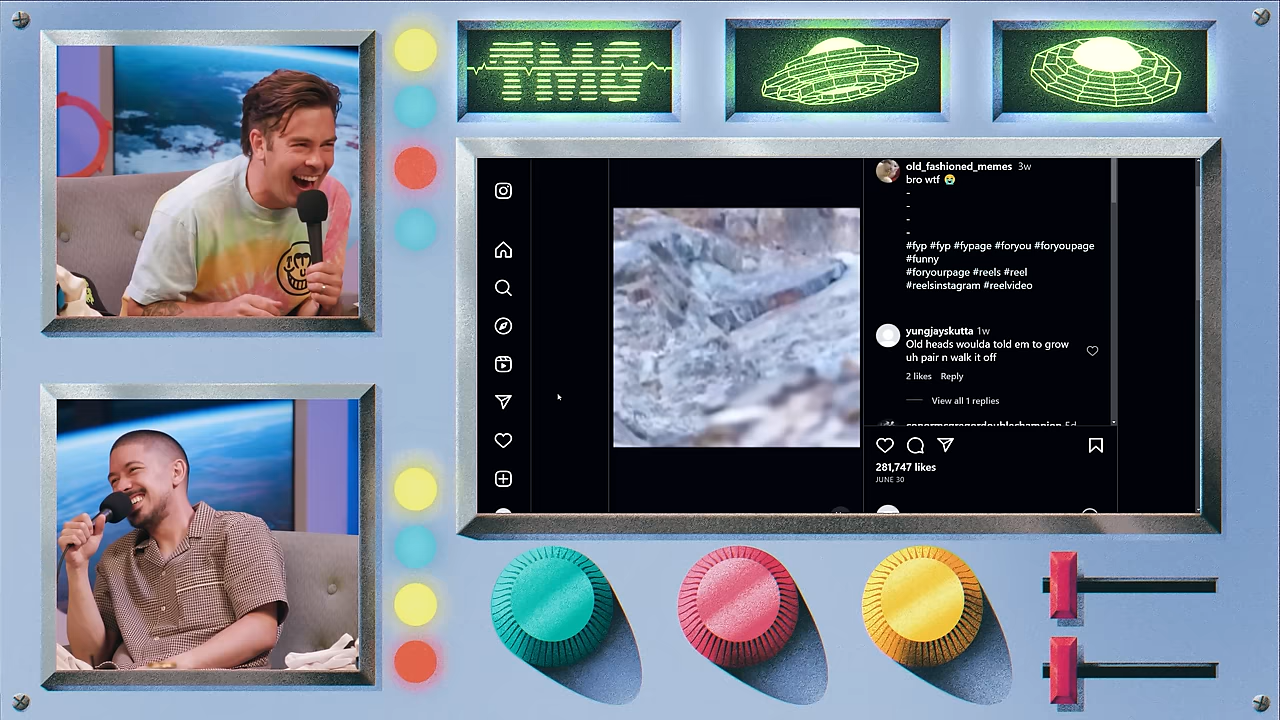 TMG
old_fashioned_memes 3w
bro wtf 😭
-
-
-
-
#fyp #fyp #fypage #foryou #foryoupage
#funny
#foryourpage #reels #reel
#reelsinstagram #reelvideo
yungjayskutta 1w
Old heads woulda told em to grow
uh pair n walk it off
2 likes Reply
View all 1 replies
conormcgregordoublechampion 5d
281,747 likes
JUNE 30